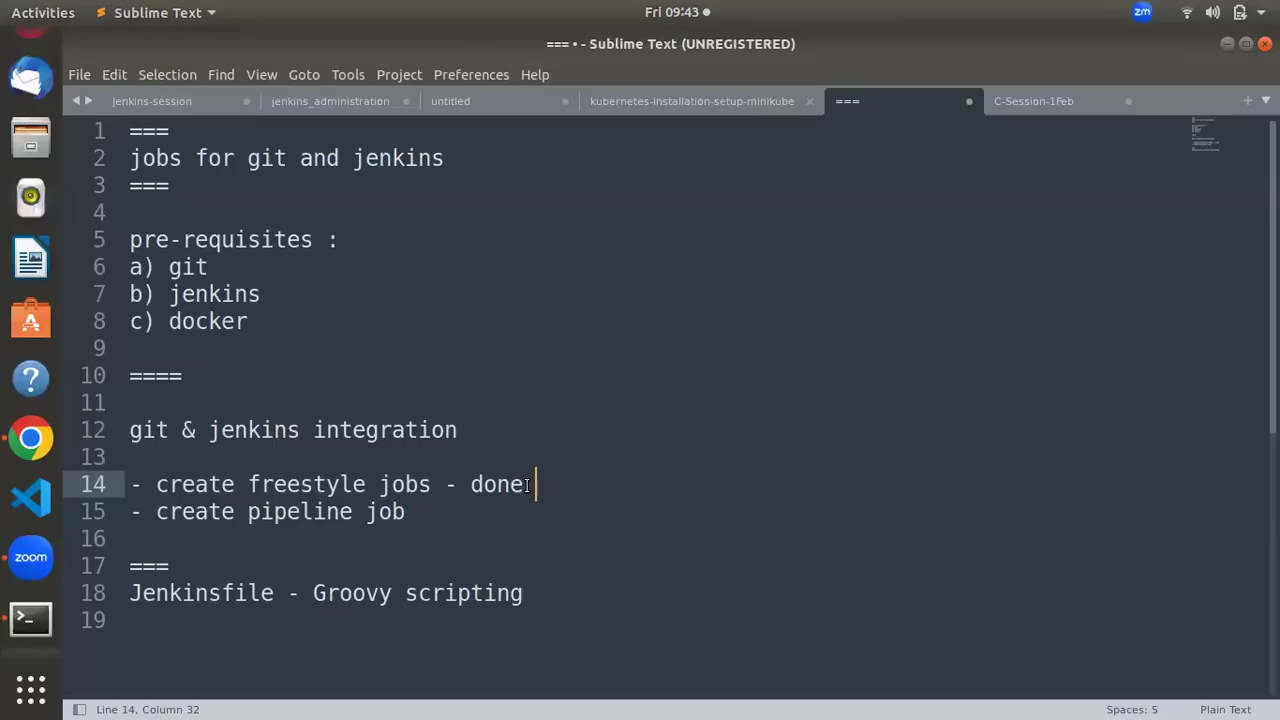 Activities Sublime Text Fri 09:43 zm
=== • - Sublime Text (UNREGISTERED)
File Edit Selection Find View Goto Tools Project Preferences Help
Jenkins-session jenkins_administration untitled kubernetes-installation-setup-minikube === C-Session-1Feb
1 ===
2 jobs for git and jenkins
3 ===
4
5 pre-requisites :
6 a) git
7 b) jenkins
8 c) docker
9
10 ====
11
12 git & jenkins integration
13
14 - create freestyle jobs - done
15 - create pipeline job
16
17 ===
18 Jenkinsfile - Groovy scripting
19
zoom
Line 14, Column 32 Spaces: 5 Plain Text